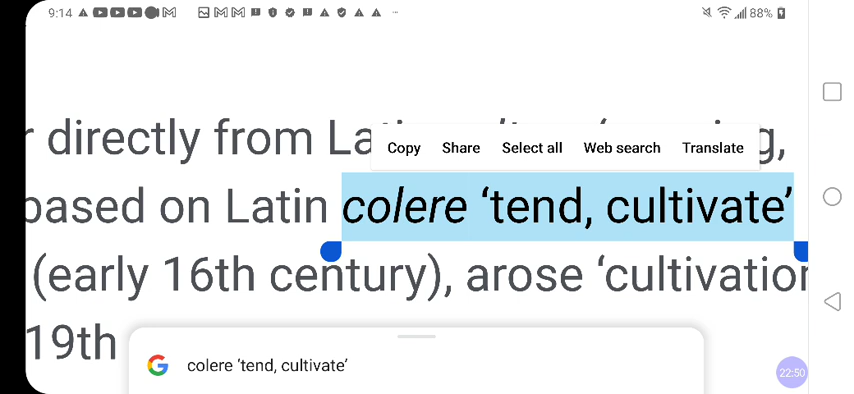 9:14 88%
r directly from La
Copy Share Select all Web search Translate
based on Latin colere ‘tend, cultivate’
(early 16th century), arose ‘cultivation
19th
colere ‘tend, cultivate’
22:50